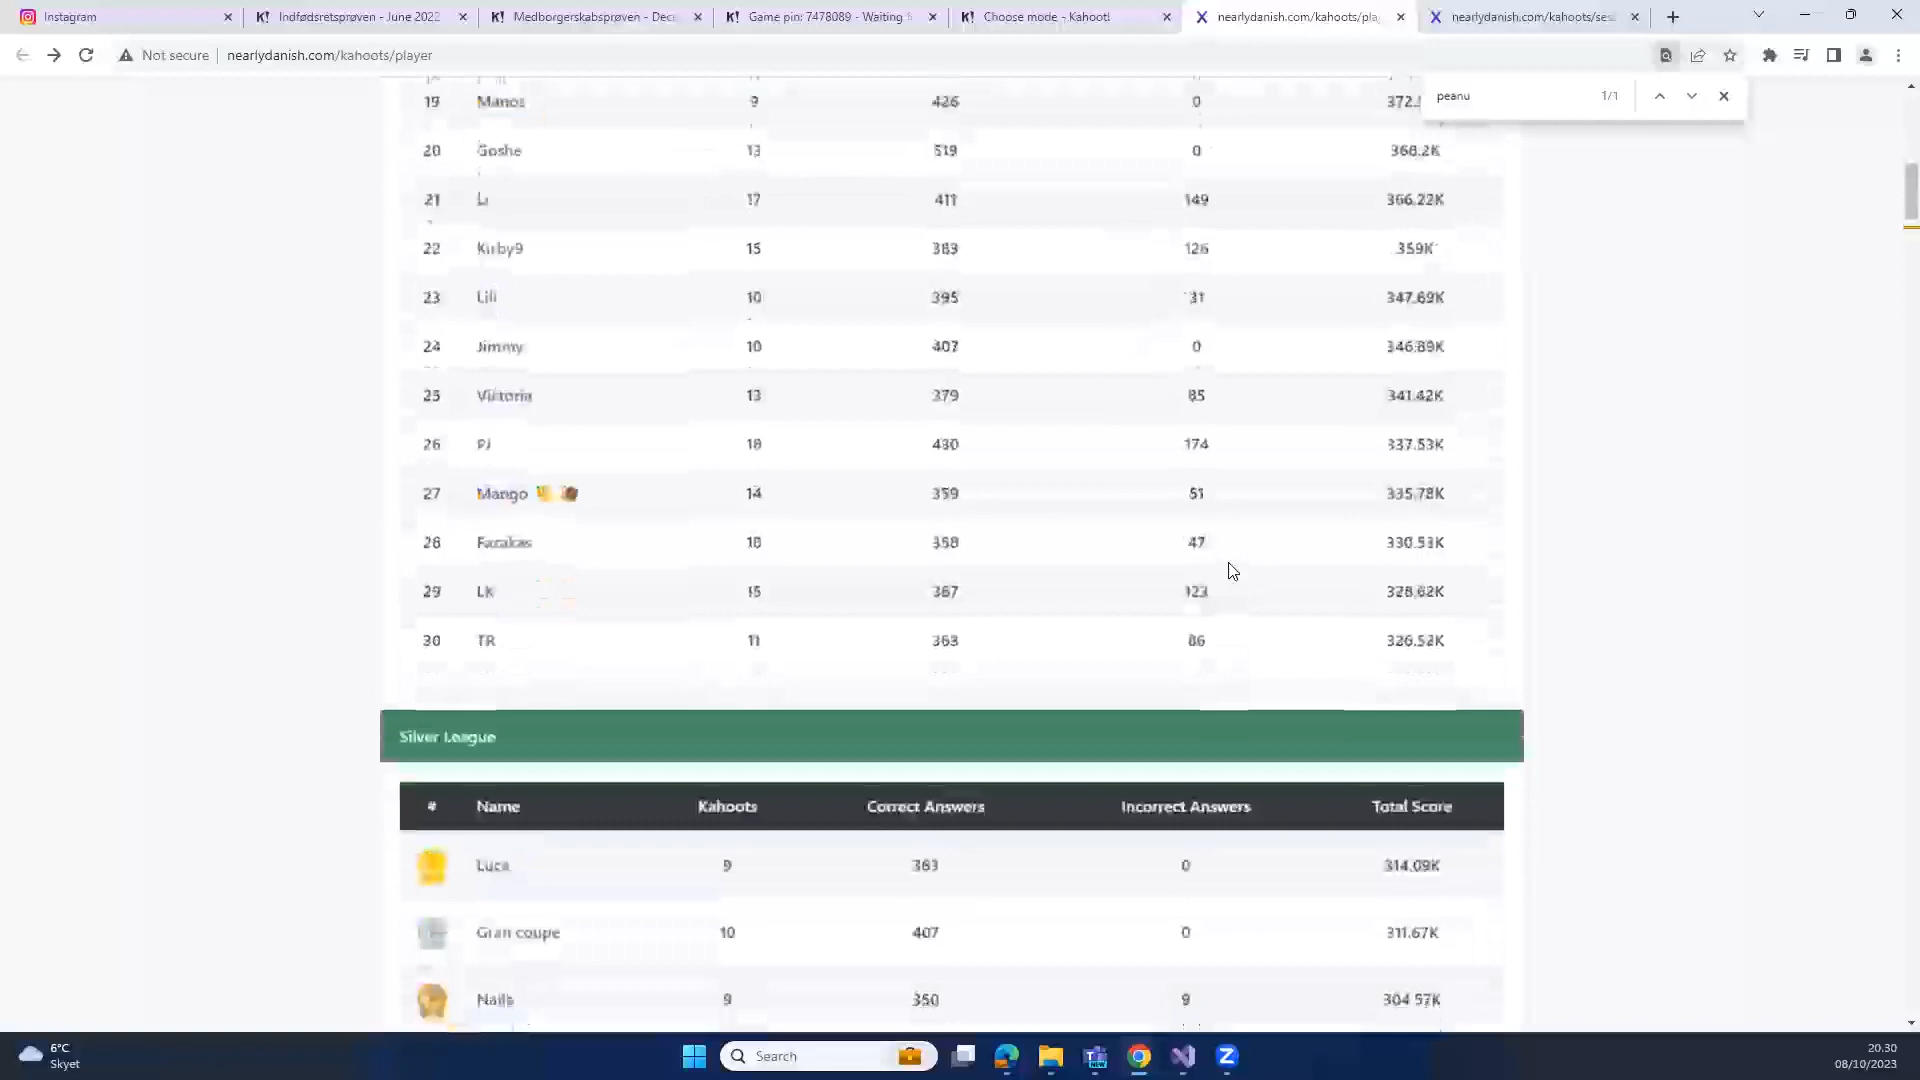 Instagram
Indfødsretsprøven - June 2022
Medborgerskabsprøven - Dec
Game pin: 7478089 - Waiting f
Choose mode - Kahoot!
nearlydanish.com/kahoots/pla
nearlydanish.com/kahoots/ses
Not secure
nearlydanish.com/kahoots/player
peanu 1/1
19 Manos 9 426 0
20 Goshe 13 519 0 368.2K
21 Li 17 411 149 366.22K
22 Kirby9 15 383 126 359K
23 Lili 10 395 31 347.69K
24 Jimmy 10 407 0 346.89K
25 Viktoria 13 379 85 341.42K
26 PJ 18 430 174 337.53K
27 Mango 14 359 51 335.78K
28 18 358 47 330.51K
29 LK 15 367 123 328.62K
30 TR 11 363 86 326.52K
Silver League
# Name Kahoots Correct Answers Incorrect Answers Total Score
Luca 9 363 0 314.09K
Gran coupe 10 407 0 311.67K
9 350 9 304.57K
6°C
Skyet
Search
20.30
08/10/2023